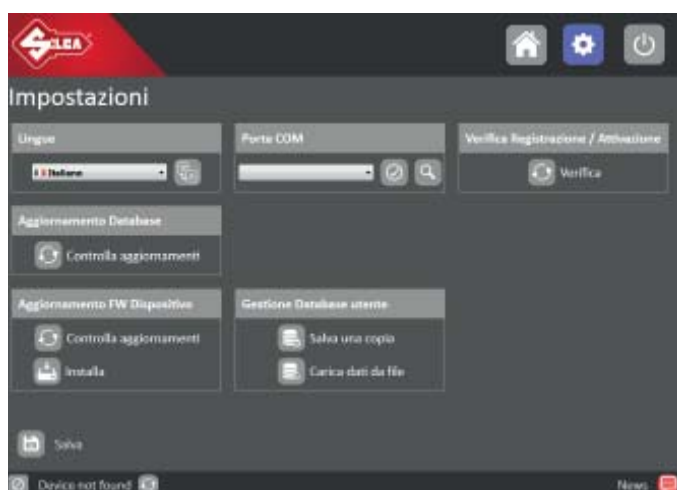 SILCA
Impostazioni
Lingue
Porte COM
Verifica Registrazione / Attivazione
Italiano
Verifica
Aggiornamento Database
Controlla aggiornamenti
Aggiornamento FW Dispositivo
Gestione Database utente
Controlla aggiornamenti
Salva una copia
Installa
Carica dati da file
Salva
Device not found
News